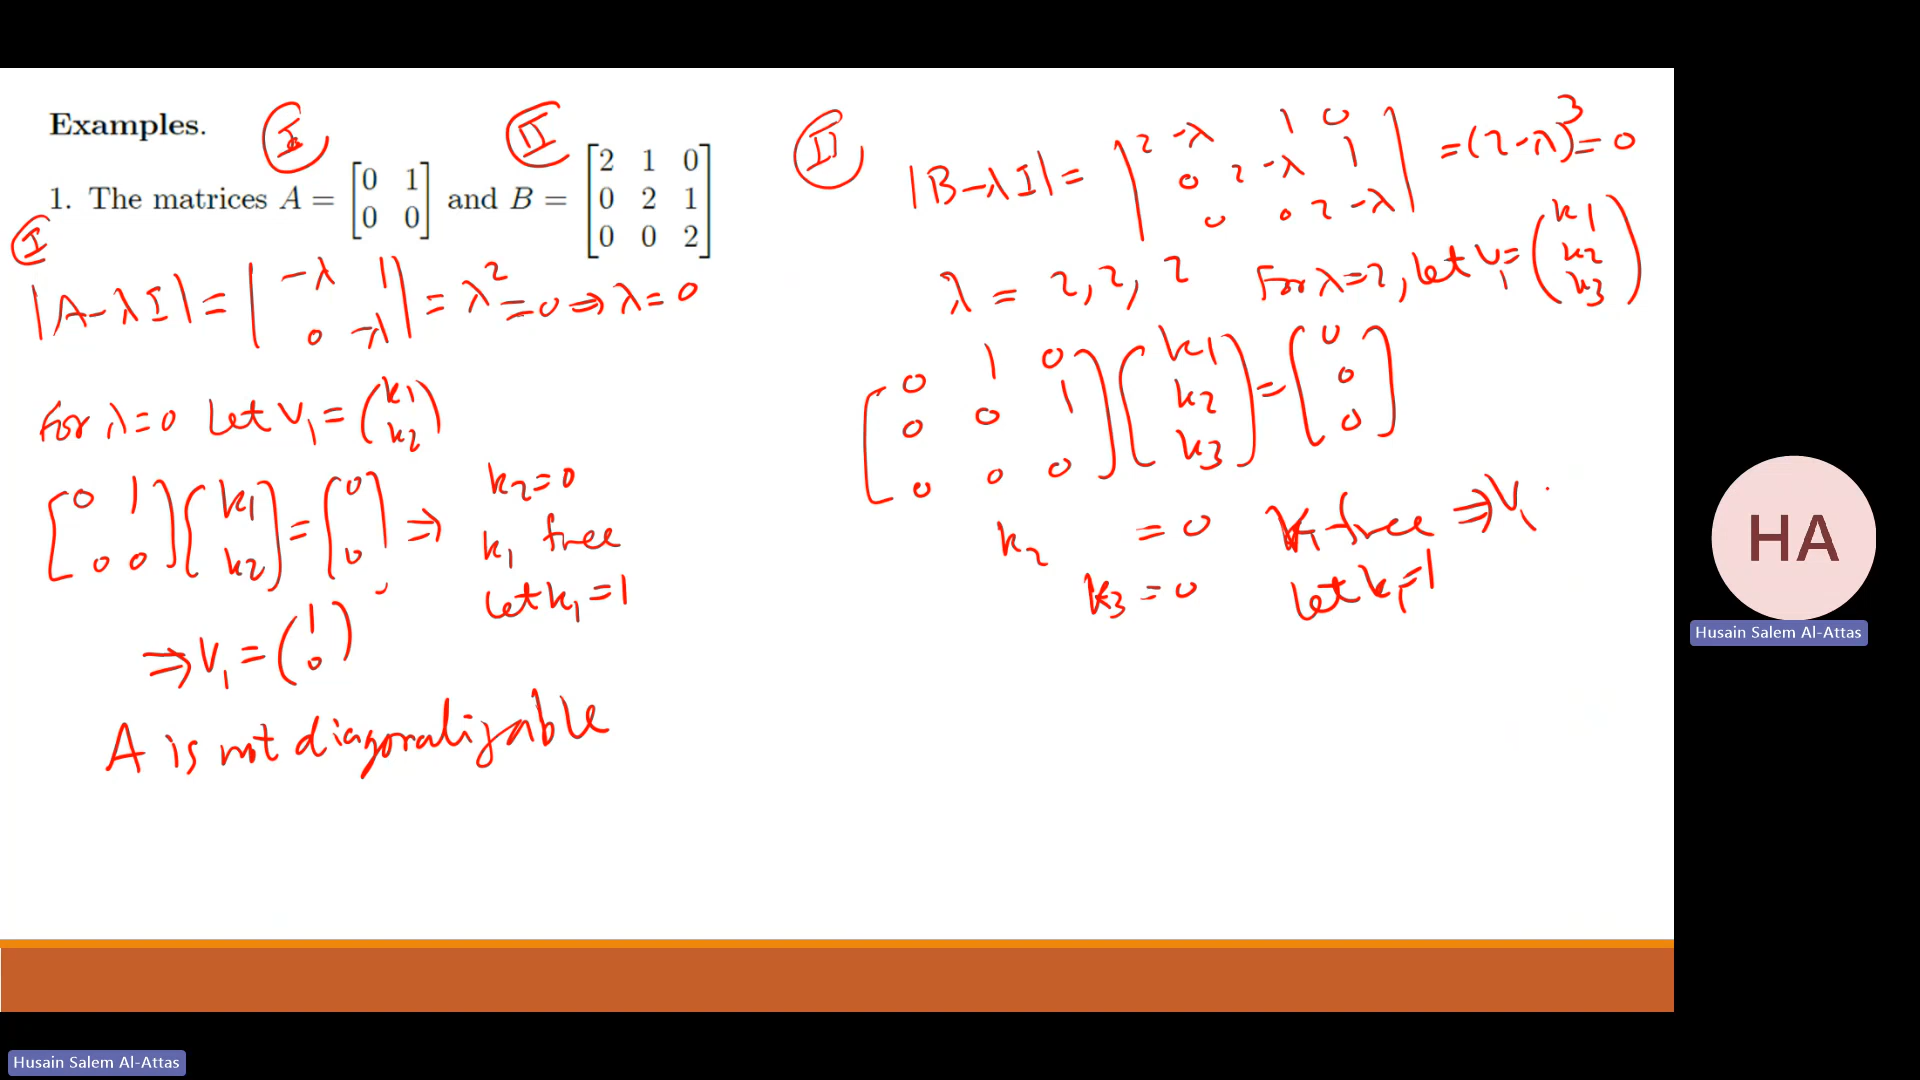 Examples.
I
II
1. The matrices A = [0 1; 0 0] and B = [2 1 0; 0 2 1; 0 0 2]
I
|A-λI| = |-λ 1; 0 -λ| = λ² = 0 ⇒ λ = 0
For λ=0 Let V₁ = (k1; k2)
[0 1; 0 0] [k1; k2] = [0; 0] ⇒ k₂=0
k₁ free
let k₁ = 1
⇒ V₁ = (1; 0)
A is not diagonalizable
II
|B-λI| = |2-λ 1 0; 0 2-λ 1; 0 0 2-λ| = (2-λ)³ = 0
λ = 2, 2, 2 For λ=2, let V₁ = (k1; k2; k3)
[0 1 0; 0 0 1; 0 0 0] [k1; k2; k3] = [0; 0; 0]
k₂ = 0 k₁ free ⇒ V₁
k3 = 0 let k₁=1
HA
Husain Salem Al-Attas
Husain Salem Al-Attas